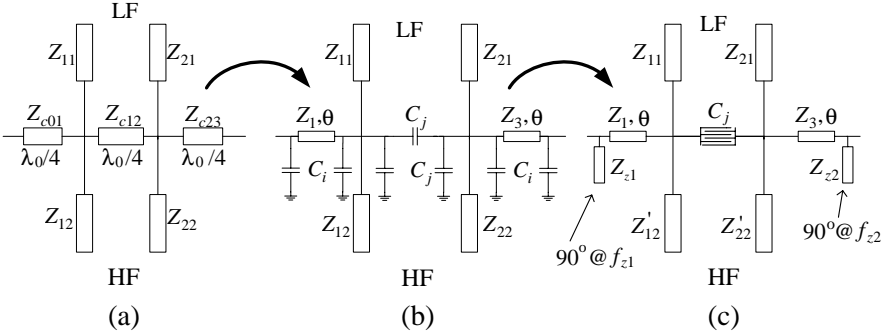 LF
Z11
Z21
Zc01
Zc12
Zc23
λ0/4
λ0/4
λ0/4
Z12
Z22
HF
(a)
LF
Z11
Z21
Z1,θ
Cj
Z3,θ
Ci
Cj
Ci
Z12
Z22
HF
(b)
LF
Z11
Z21
Z1,θ
Cj
Z3,θ
Zz1
Zz2
Z'12
Z'22
90°@fz1
90°@fz2
HF
(c)